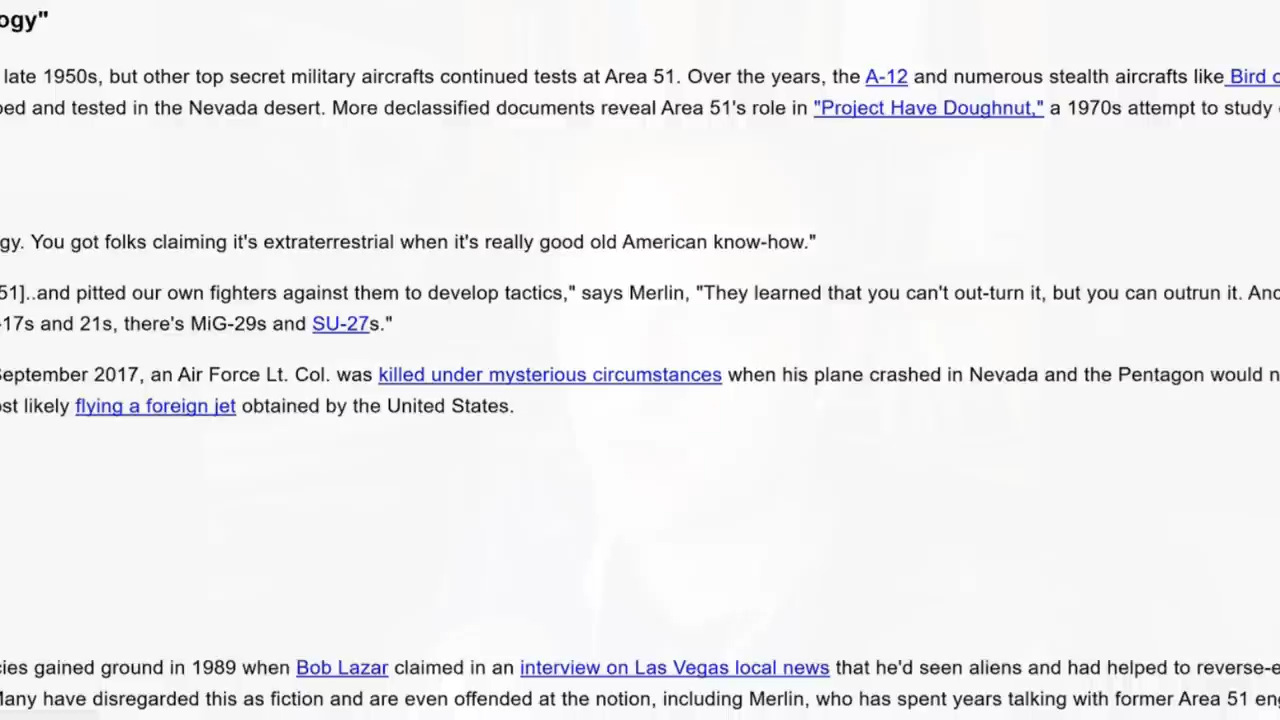 ogy"
late 1950s, but other top secret military aircrafts continued tests at Area 51. Over the years, the A-12 and numerous stealth aircrafts like Bird o
ped and tested in the Nevada desert. More declassified documents reveal Area 51's role in "Project Have Doughnut," a 1970s attempt to study
gy. You got folks claiming it's extraterrestrial when it's really good old American know-how."
51]..and pitted our own fighters against them to develop tactics," says Merlin, "They learned that you can't out-turn it, but you can outrun it. And
-17s and 21s, there's MiG-29s and SU-27s."
September 2017, an Air Force Lt. Col. was killed under mysterious circumstances when his plane crashed in Nevada and the Pentagon would n
ost likely flying a foreign jet obtained by the United States.
cies gained ground in 1989 when Bob Lazar claimed in an interview on Las Vegas local news that he'd seen aliens and had helped to reverse-e
Many have disregarded this as fiction and are even offended at the notion, including Merlin, who has spent years talking with former Area 51 eng